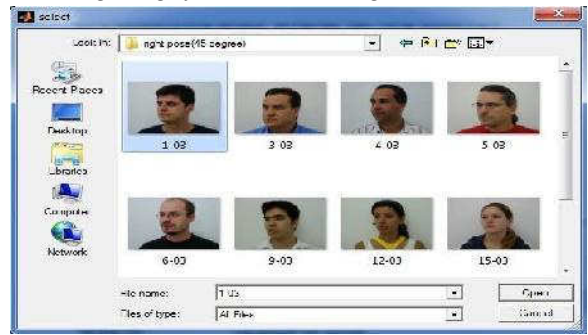 select
Look in:
right pose(45 degree)
Recent Places
Desktop
Libraries
Computer
Network
1-03
3-03
4-03
5-03
6-03
9-03
12-03
15-03
File name:
1-03
Open
Files of type:
All Files
Cancel